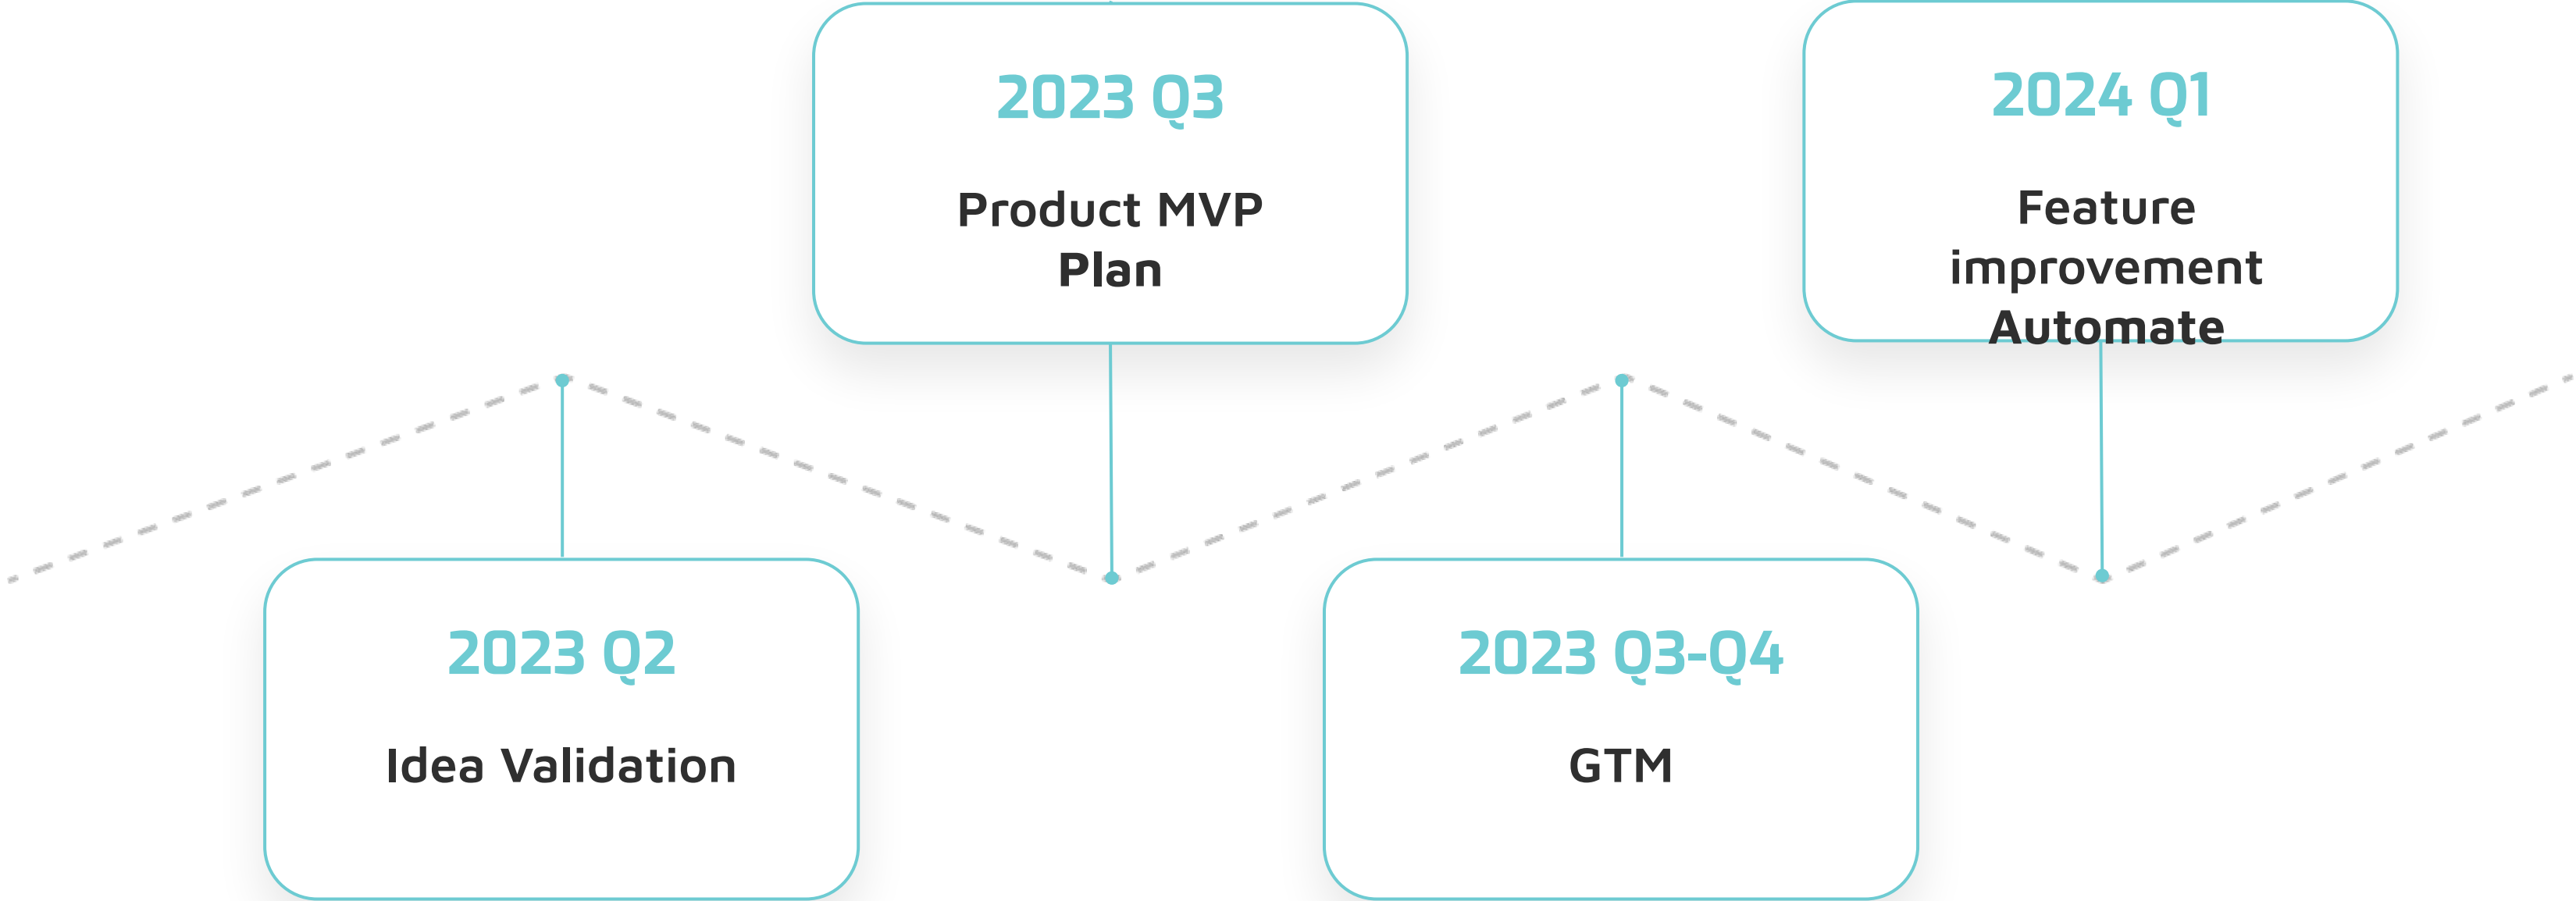 2023 Q3
Product MVP
Plan
2024 Q1
Feature
improvement
Automate
2023 Q2
Idea Validation
2023 Q3-Q4
GTM